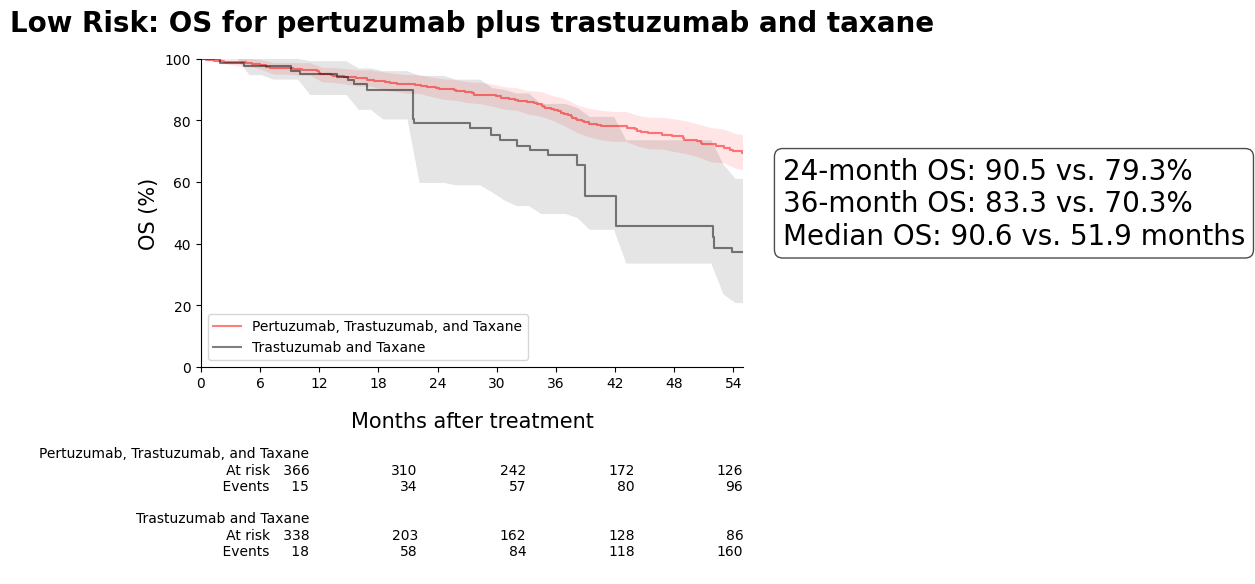 Low Risk: OS for pertuzumab plus trastuzumab and taxane
100
80
60
40
20
0
OS (%)
24-month OS: 90.5 vs. 79.3%
36-month OS: 83.3 vs. 70.3%
Median OS: 90.6 vs. 51.9 months
Pertuzumab, Trastuzumab, and Taxane
Trastuzumab and Taxane
0 6 12 18 24 30 36 42 48 54
Months after treatment
Pertuzumab, Trastuzumab, and Taxane
At risk 366 310 242 172 126
Events 15 34 57 80 96
Trastuzumab and Taxane
At risk 338 203 162 128 86
Events 18 58 84 118 160